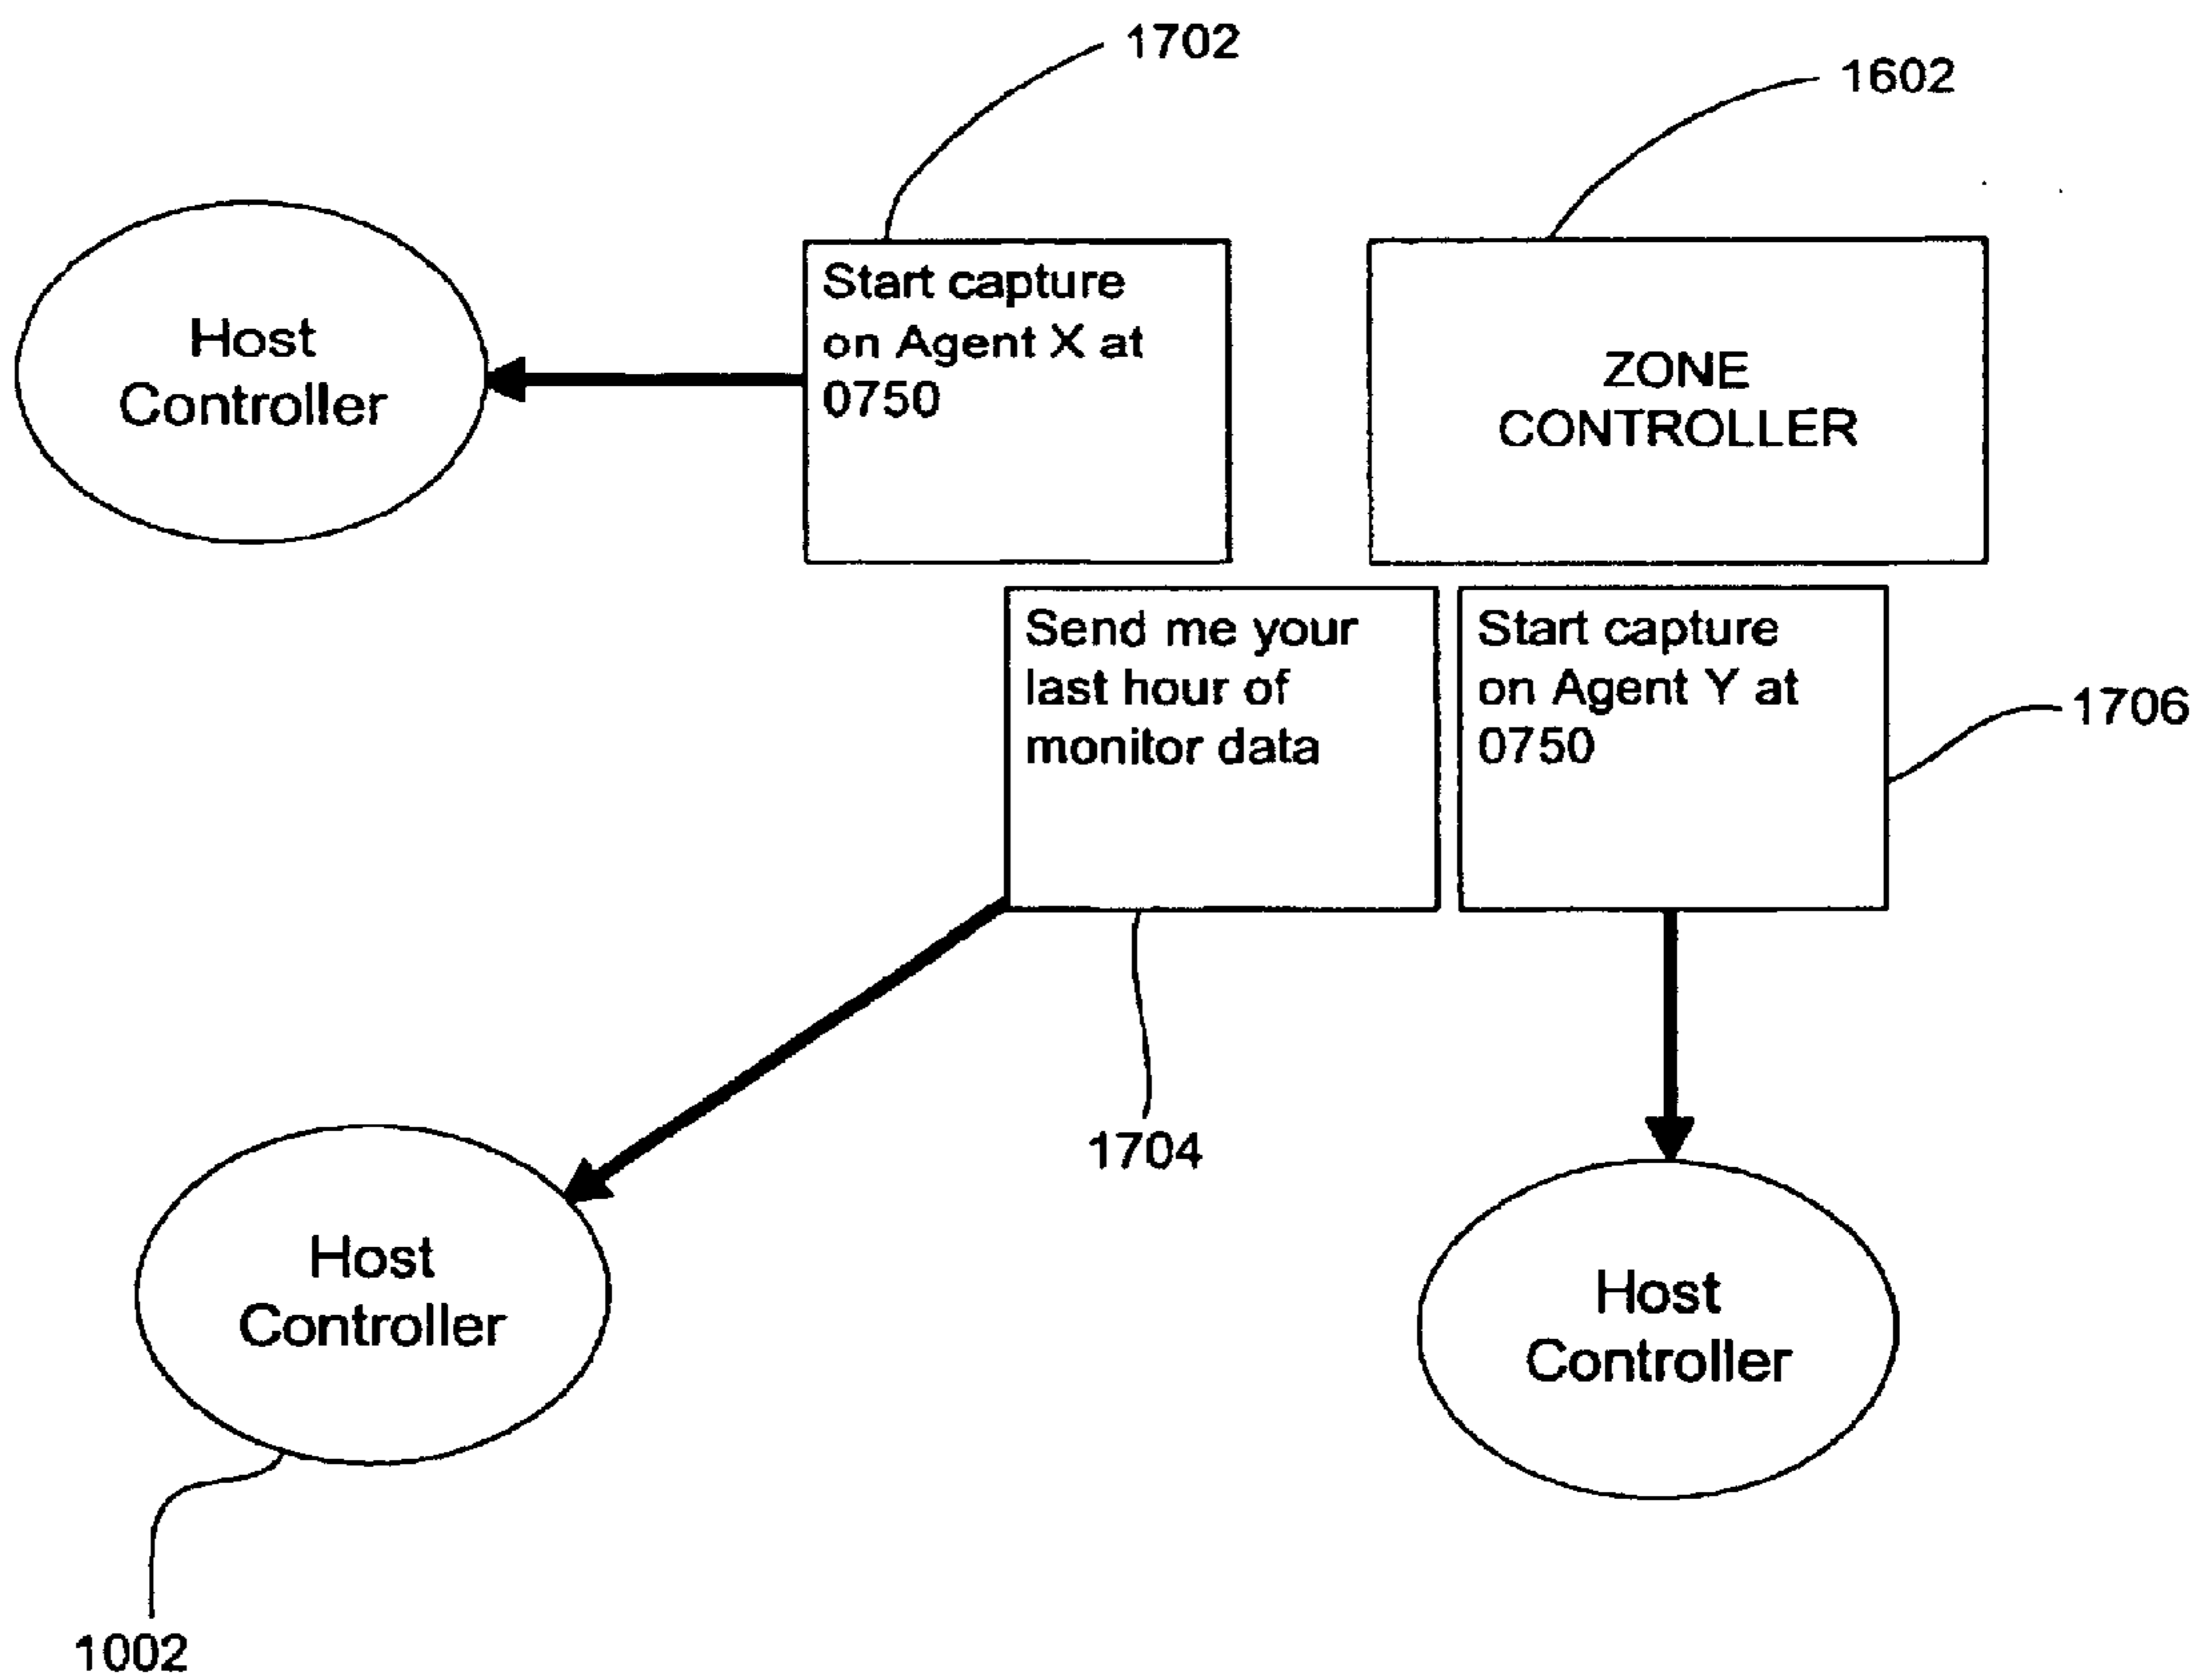 1702
1602
Host
Controller
Start capture
on Agent X at
0750
ZONE
CONTROLLER
Send me your
last hour of
monitor data
Start capture
on Agent Y at
0750
1706
1704
Host
Controller
Host
Controller
1002